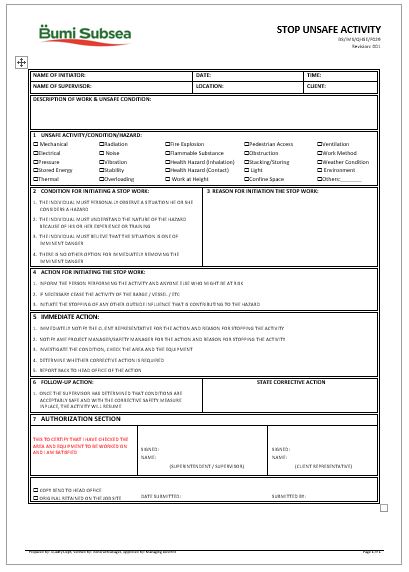 Bumi Subsea
STOP UNSAFE ACTIVITY
BS/IMS/QHSE/F029
Revision: 001
NAME OF INITIATOR: DATE: TIME:
NAME OF SUPERVISOR: LOCATION: CLIENT:
DESCRIPTION OF WORK & UNSAFE CONDITION:
1 UNSAFE ACTIVITY/CONDITION/HAZARD:
Mechanical Radiation Fire Explosion Pedestrian Access Ventilation
Electrical Noise Flammable Substance Obstruction Work Method
Pressure Vibration Health Hazard (Inhalation) Stacking/Storing Weather Condition
Stored Energy Stability Health Hazard (Contact) Light Environment
Thermal Overloading Work at Height Confine Space Others:_______
2 CONDITION FOR INITIATING A STOP WORK: 3 REASON FOR INITIATION THE STOP WORK:
1. THE INDIVIDUAL MUST PERSONALLY OBSERVE A SITUATION HE OR SHE
CONSIDERS A HAZARD
2. THE INDIVIDUAL MUST UNDERSTAND THE NATURE OF THE HAZARD
BECAUSE OF HIS OR HER EXPERIENCE OR TRAINING
3. THE INDIVIDUAL MUST BELIEVE THAT THE SITUATION IS ONE OF
IMMINENT DANGER
4. THERE IS NO OTHER OPTION FOR IMMEDIATELY REMOVING THE
IMMINENT DANGER
4 ACTION FOR INITIATING THE STOP WORK:
1. INFORM THE PERSON PERFORMING THE ACTIVITY AND ANYONE ELSE WHO MIGHT BE AT RISK
2. IF NECESSARY CEASE THE ACTIVITY OF THE BARGE / VESSEL / ETC
3. INITIATE THE STOPPING OF ANY OTHER OUTSIDE INFLUENCE THAT IS CONTRIBUTING TO THE HAZARD
5 IMMEDIATE ACTION:
1. IMMEDIATELY NOTIFY THE CLIENT REPRESENTATIVE FOR THE ACTION AND REASON FOR STOPPING THE ACTIVITY
2. NOTIFY AND PROJECT MANAGER/SAFETY MANAGER FOR THE ACTION AND REASON FOR STOPPING THE ACTIVITY
3. INVESTIGATE THE CONDITION, CHECK THE AREA AND THE EQUIPMENT
4. DETERMINE WHETHER CORRECTIVE ACTION IS REQUIRED
5. REPORT BACK TO HEAD OFFICE OF THE ACTION
6 FOLLOW-UP ACTION: STATE CORRECTIVE ACTION
1. ONCE THE SUPERVISOR HAS DETERMINED THAT CONDITIONS ARE
ACCEPTABLY SAFE AND WITH THE CORRECTIVE SAFETY MEASURE
IN PLACE, THE ACTIVITY WILL RESUME
7 AUTHORIZATION SECTION
THIS TO CERTIFY THAT I HAVE CHECKED THE
AREA AND EQUIPMENT TO BE WORKED ON
AND I AM SATISFIED
SIGNED: SIGNED:
NAME: NAME:
(SUPERINTENDENT / SUPERVISOR) (CLIENT REPRESENTATIVE)
COPY SEND TO HEAD OFFICE
ORIGINAL RETAINED ON THE JOB SITE DATE SUBMITTED: SUBMITTED BY: